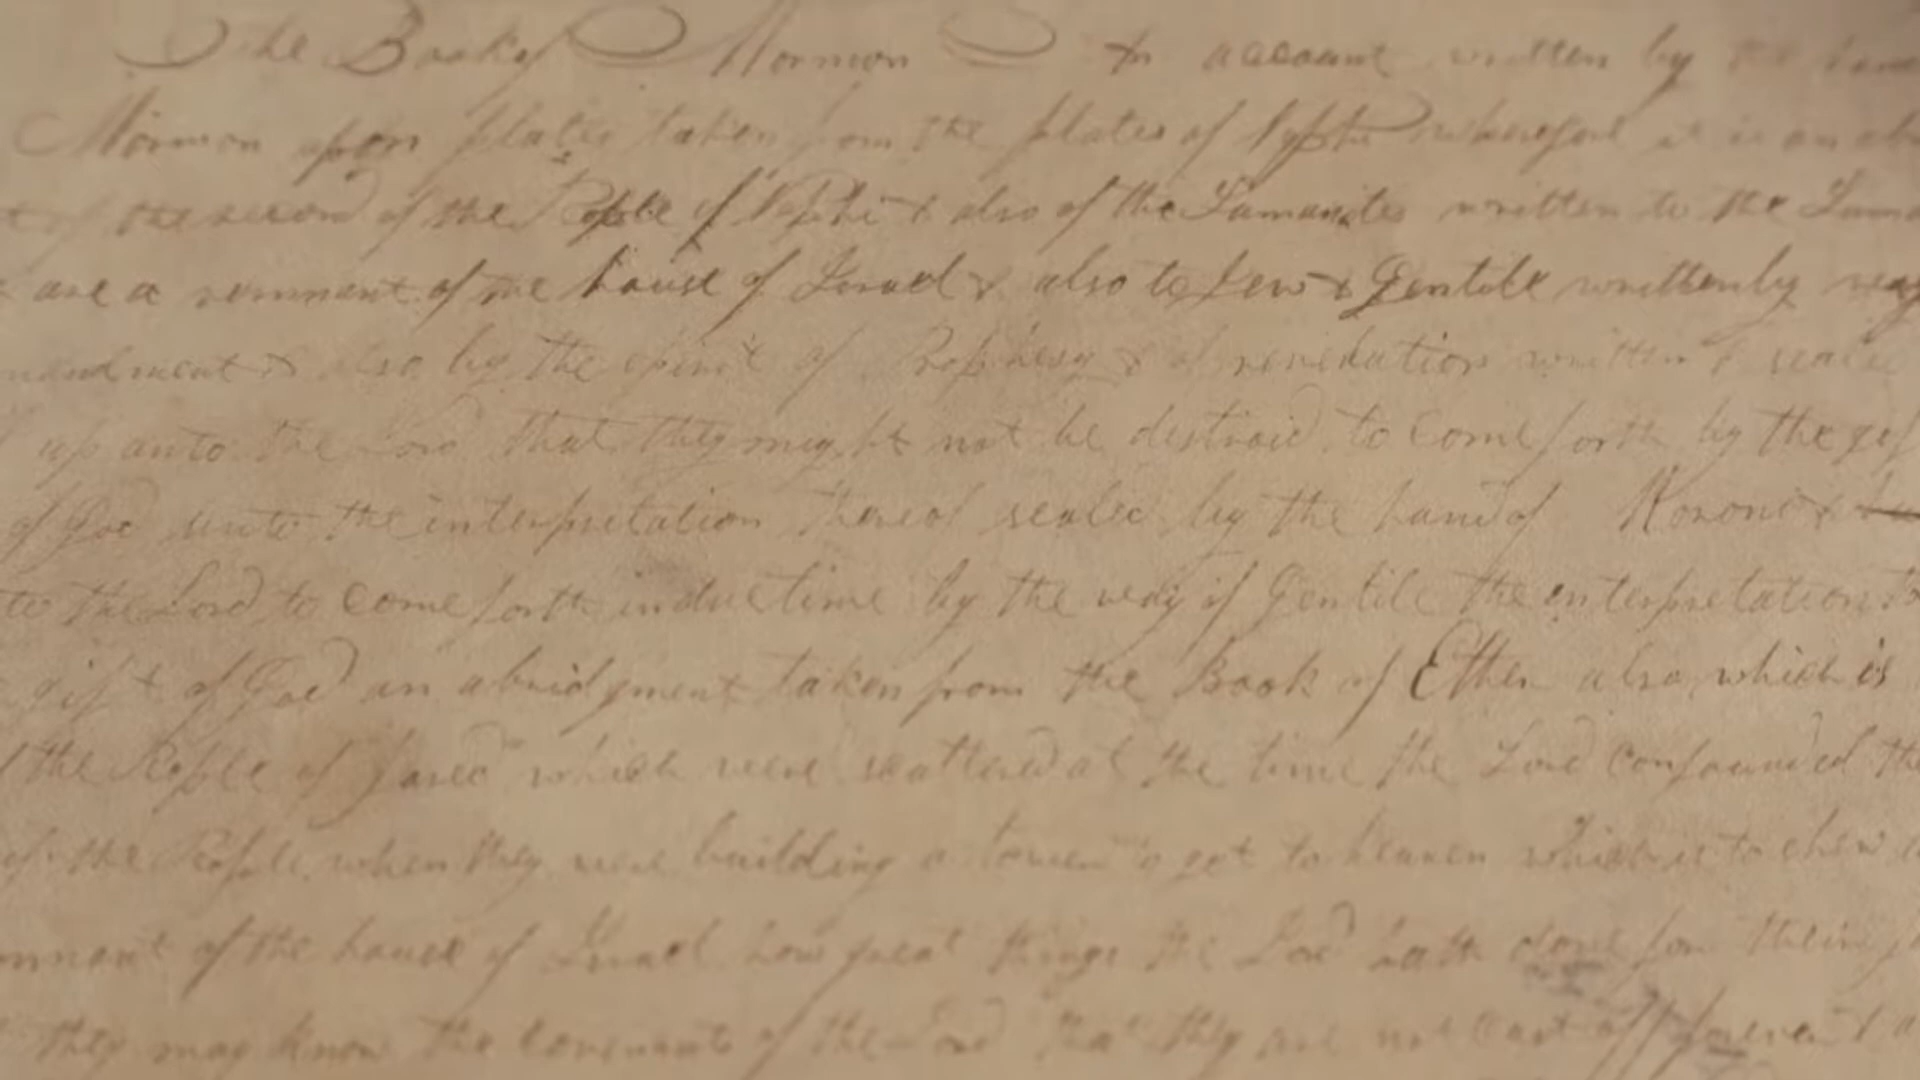 The Book of Mormon An account written by the hand
Mormon upon plates taken from the plates of Nephi wherefore it is an
of the record of the People of Nephi & also of the Lamanites written to the
are a remnant of the house of Israel & also to Jew & Gentile written by way
mandment & also by the spirit of Prophesy & of revelation written &
up unto the Lord that they might not be destroid to come forth by the
of God unto the interpretation thereof sealed by the hand of Moroni &
to the Lord to come forth in due time by the way of Gentile the interpretation
gift of God an abridgment taken from the Book of Ether also which is
the People of Jared which were scattered at the time the Lord confounded the
of the People when they were building a tower to get to heaven which is to shew
of the house of Israel how great things the Lord hath done for their
they may know the covenants of the Lord that they are not cast off forever &